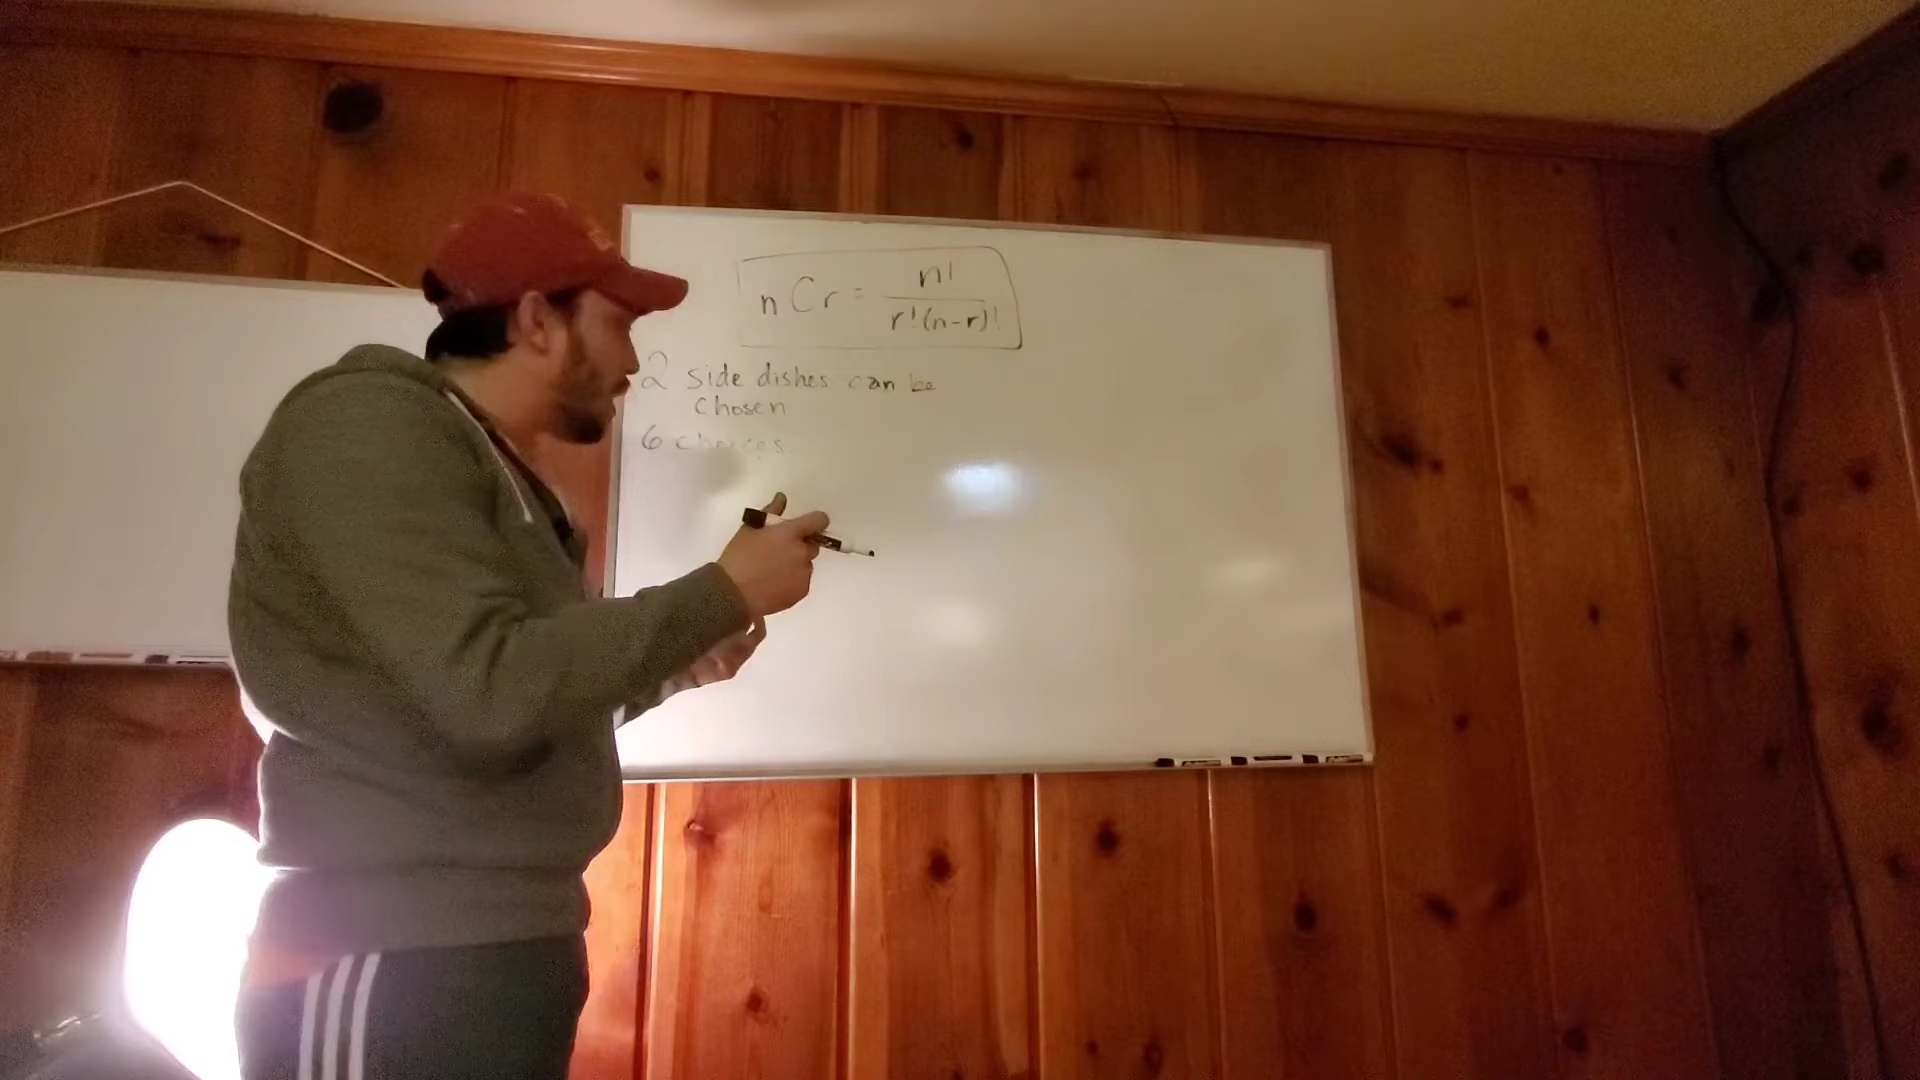 nCr = n!
r!(n-r)!
2 side dishes can be
chosen
6 choices